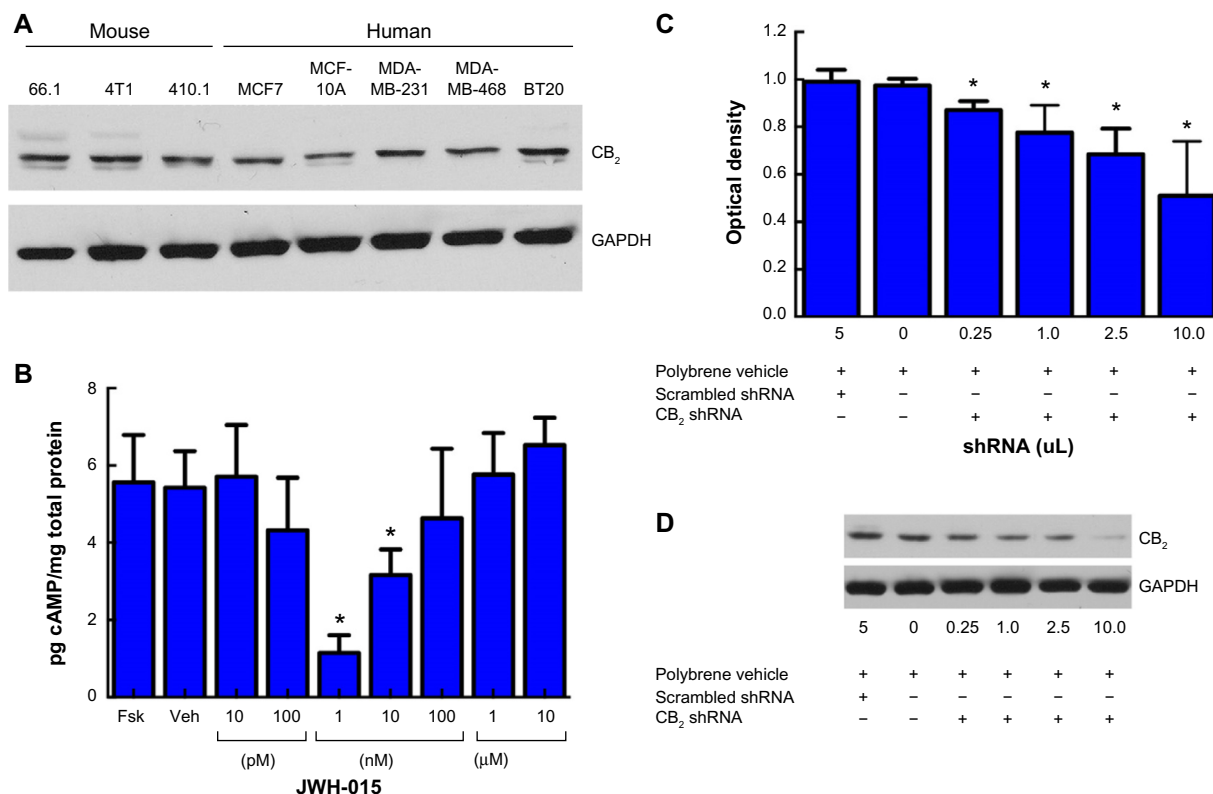 A
Mouse Human
66.1 4T1 410.1 MCF7 MCF-10A MDA-MB-231 MDA-MB-468 BT20
CB₂
GAPDH
B
pg cAMP/mg total protein
8
6
4
2
0
Fsk Veh 10 100 1 10 100 1 10
(pM) (nM) (µM)
JWH-015
* *
C
Optical density
1.2
1.0
0.8
0.6
0.4
0.2
0.0
* * * *
5 0 0.25 1.0 2.5 10.0
Polybrene vehicle + + + + + +
Scrambled shRNA + – – – – –
CB₂ shRNA – – + + + +
shRNA (uL)
D
CB₂
GAPDH
5 0 0.25 1.0 2.5 10.0
Polybrene vehicle + + + + + +
Scrambled shRNA + – – – – –
CB₂ shRNA – – + + + +